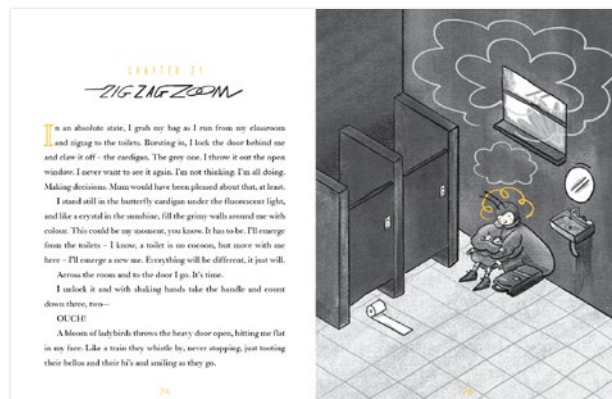 CHAPTER 21
ZIGZAGZOOM
In an absolute state, I grab my bag as I run from my classroom
and zigzag to the toilets. Bursting in, I lock the door behind me
and claw it off – the cardigan. The grey one. I throw it out the open
window. I never want to see it again. I'm not thinking. I'm all doing.
Making decisions. Mum would have been pleased about that, at least.
I stand still in the butterfly cardigan under the fluorescent light,
and like a crystal in the sunshine, fill the grimy walls around me with
colour. This could be my moment, you know. It has to be. I'll emerge
from the toilets – I know, a toilet is no cocoon, but move with me
here – I'll emerge a new me. Everything will be different, it just will.
Across the room and to the door I go. It's time.
I unlock it and with shaking hands take the handle and count
down three, two—
OUCH!
A bloom of ladybirds throws the heavy door open, hitting me flat
in my face. Like a train they whistle by, never stopping, just tooting
their hellos and their hi's and smiling as they go.